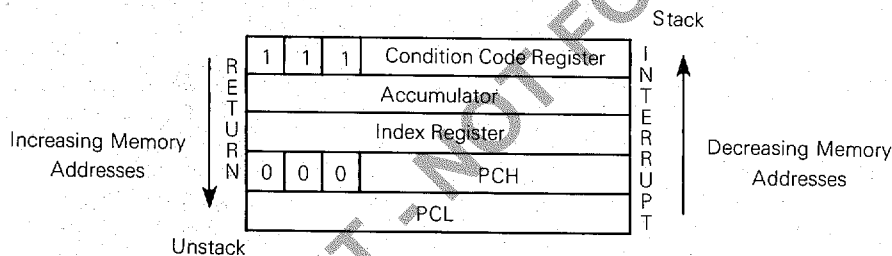 Stack
1 1 1 Condition Code Register
Accumulator
Index Register
0 0 0 PCH
PCL
RETURN
INTERRUPT
Increasing Memory
Addresses
Decreasing Memory
Addresses
Unstack